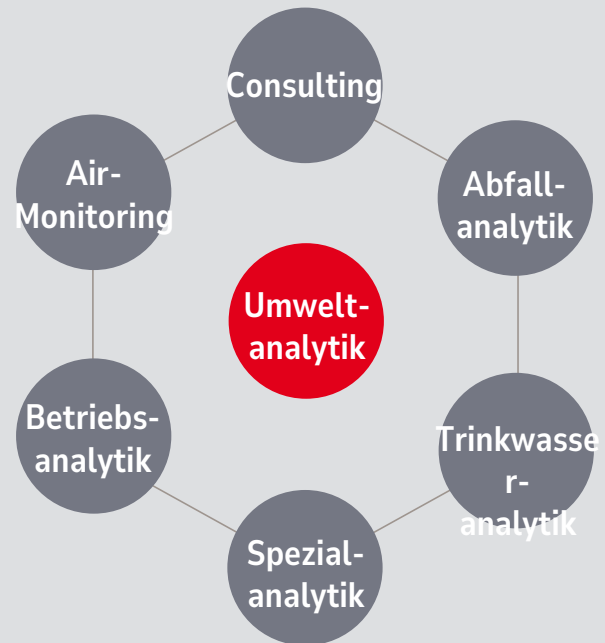 Consulting
Air-
Monitoring
Abfall-
analytik
Umwelt-
analytik
Betriebs-
analytik
Trinkwasse
r-
analytik
Spezial-
analytik